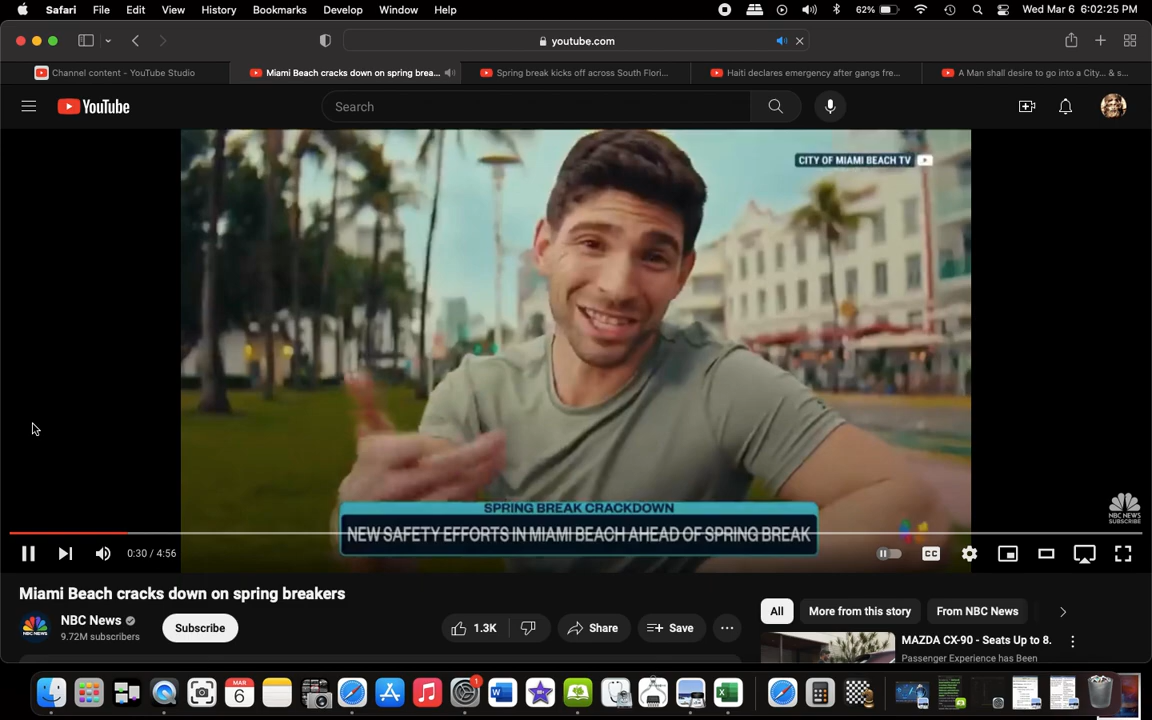 Safari File Edit View History Bookmarks Develop Window Help 62% Wed Mar 6 6:02:25 PM
youtube.com
Channel content - YouTube Studio Miami Beach cracks down on spring brea... Spring break kicks off across South Flori... Haiti declares emergency after gangs fre... A Man shall desire to go into a City... & s...
YouTube Search
CITY OF MIAMI BEACH TV
SPRING BREAK CRACKDOWN
NEW SAFETY EFFORTS IN MIAMI BEACH AHEAD OF SPRING BREAK
NBC NEWS
SUBSCRIBE
0:30 / 4:56 CC
Miami Beach cracks down on spring breakers
NBC News
9.72M subscribers
Subscribe 1.3K Share Save ...
All More from this story From NBC News
MAZDA CX-90 - Seats Up to 8.
Passenger Experience has Been
MAR
6
1